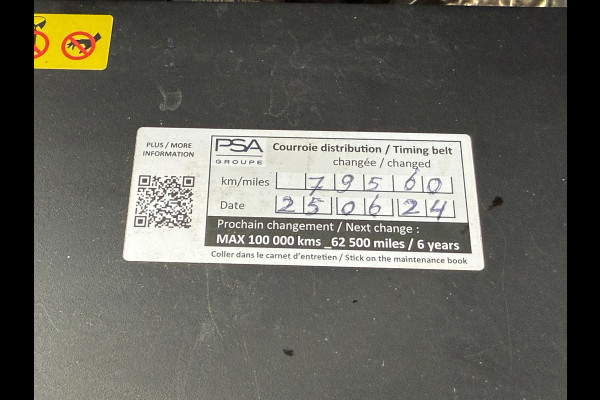 PLUS / MORE
INFORMATION
PSA
GROUPE
Courroie distribution / Timing belt
changée / changed
km/miles 79560
Date 250624
Prochain changement / Next change :
MAX 100 000 kms _62 500 miles / 6 years
Coller dans le carnet d'entretien / Stick on the maintenance book